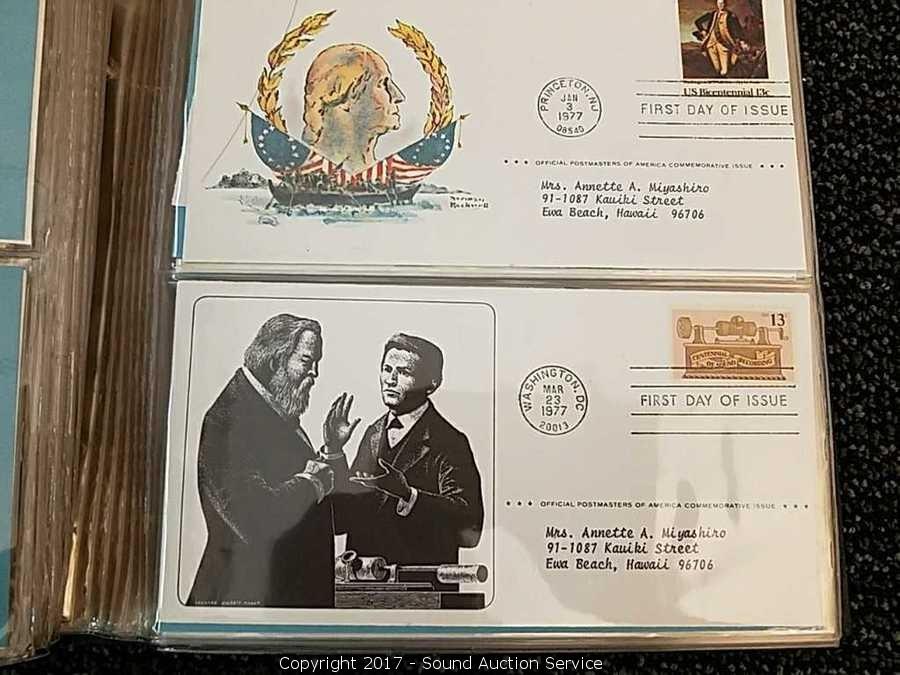 US Bicentennial 13c
PRINCETON, NJ
JAN
3
1977
08540
FIRST DAY OF ISSUE
Norman
Rockwell
★ ★ ★ OFFICIAL POSTMASTERS OF AMERICA COMMEMORATIVE ISSUE ★ ★ ★
Mrs. Annette A. Miyashiro
91-1087 Kauiki Street
Ewa Beach, Hawaii 96706
13
CENTENNIAL
OF SOUND
RECORDING
WASHINGTON, DC
MAR
23
1977
20013
FIRST DAY OF ISSUE
★ ★ ★ OFFICIAL POSTMASTERS OF AMERICA COMMEMORATIVE ISSUE ★ ★ ★
Mrs. Annette A. Miyashiro
91-1087 Kauiki Street
Ewa Beach, Hawaii 96706
Copyright 2017 - Sound Auction Service